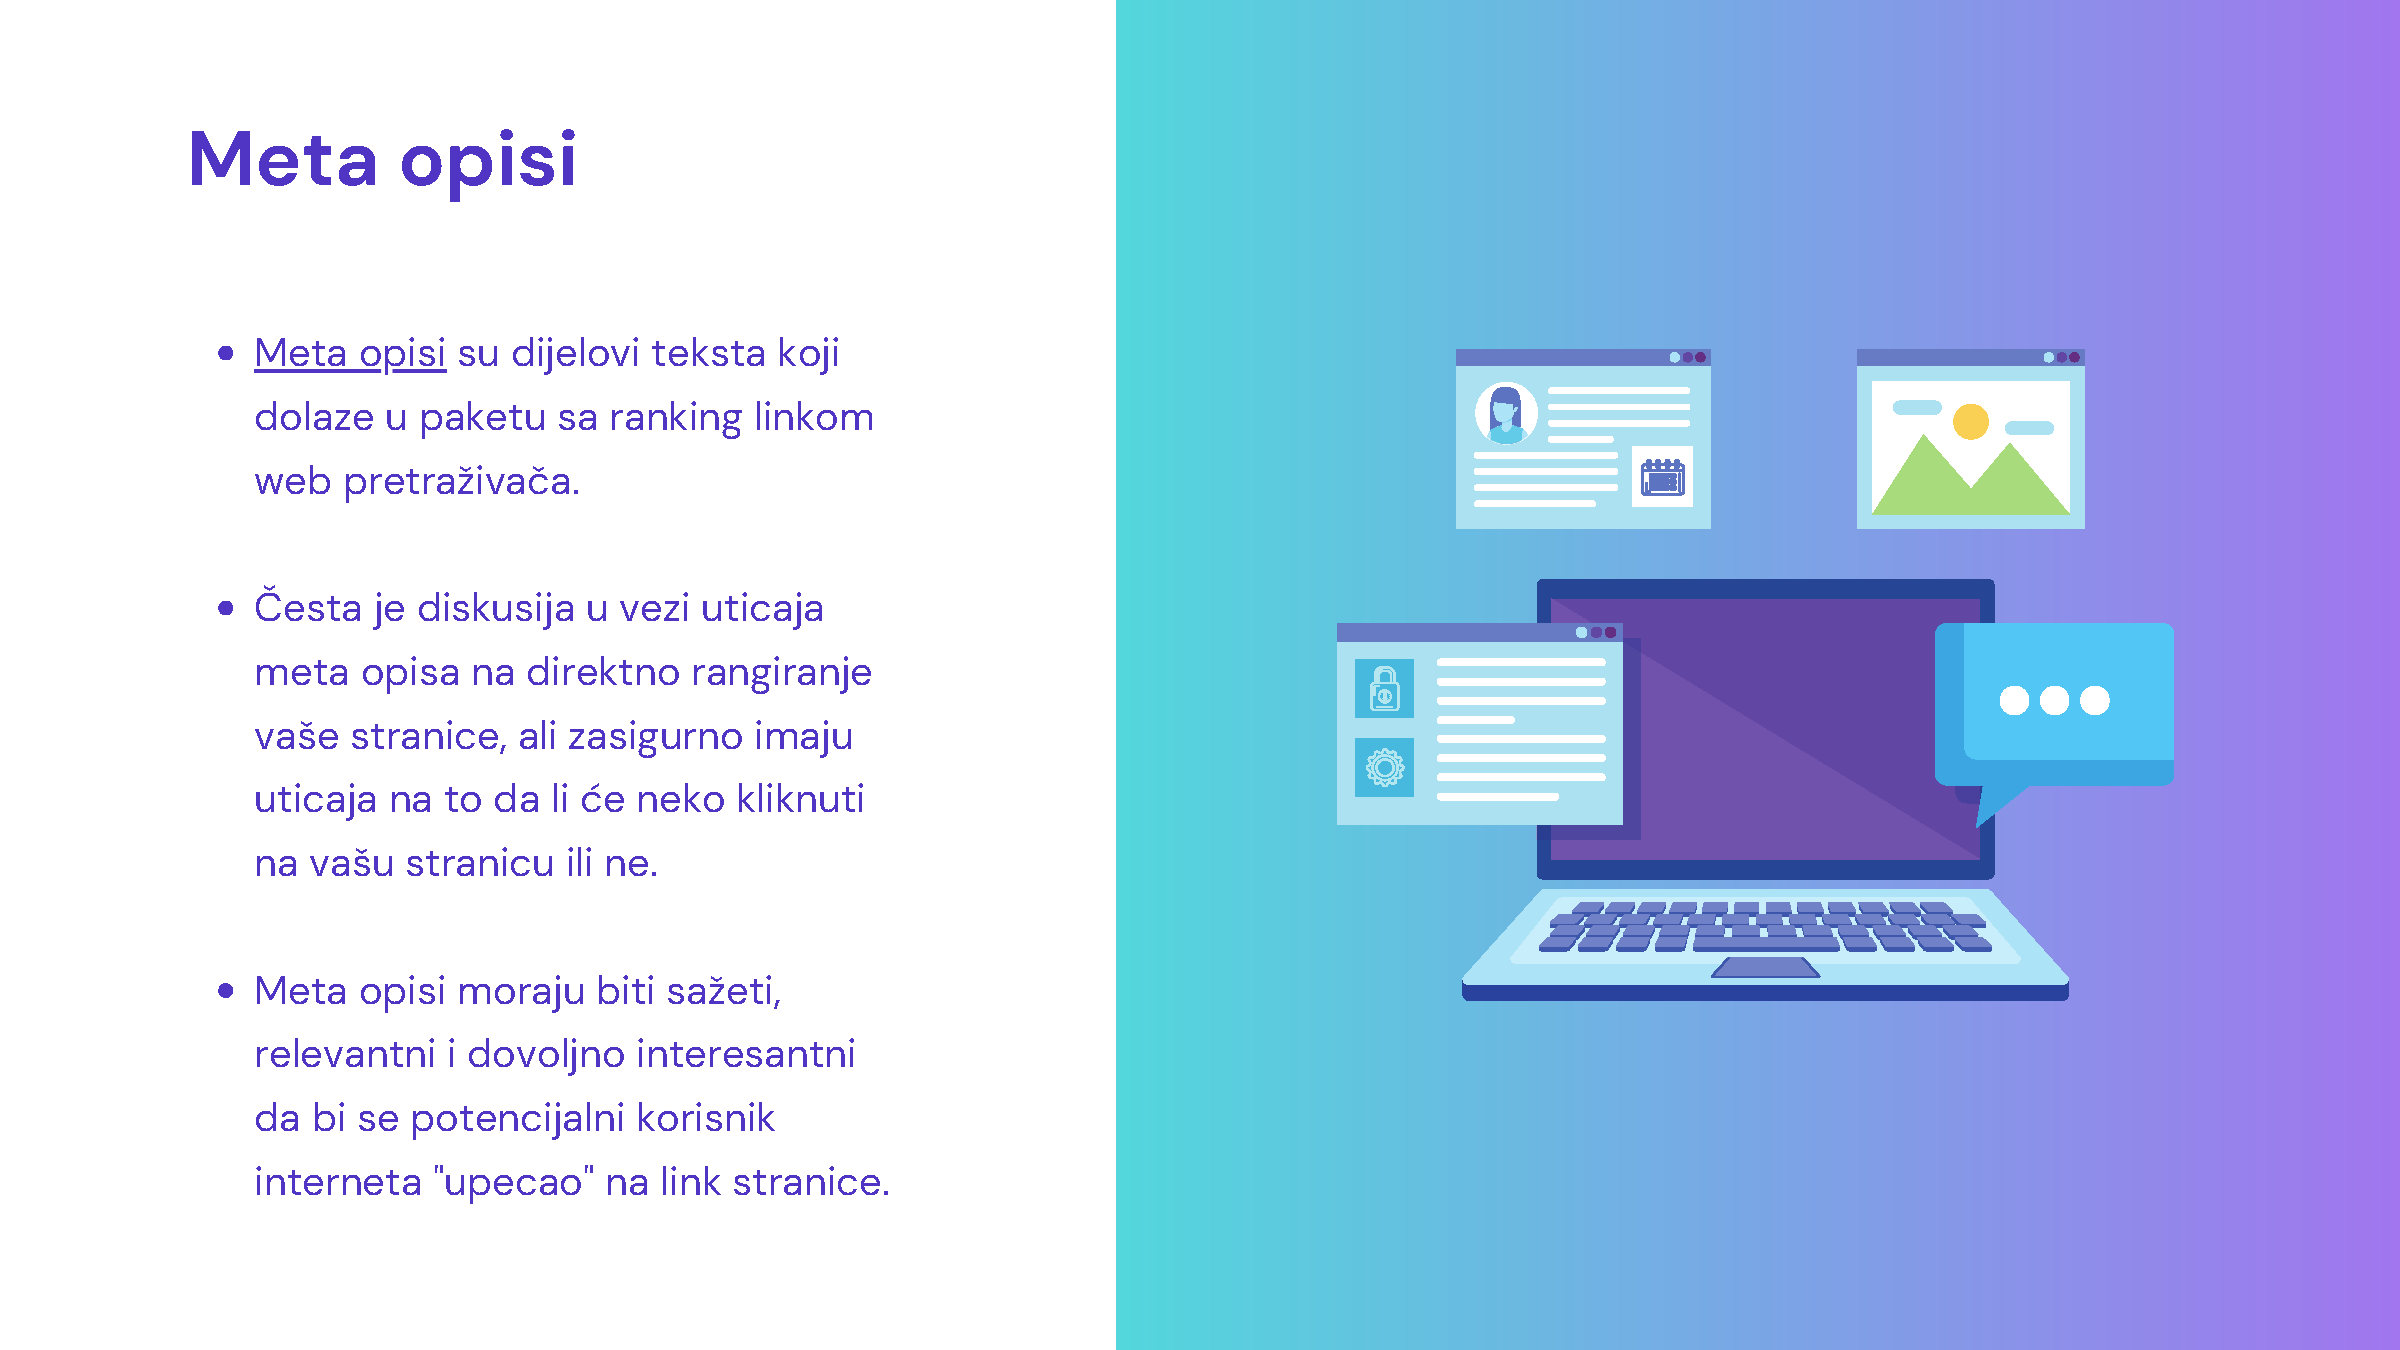 Meta opisi
Meta opisi su dijelovi teksta koji
dolaze u paketu sa ranking linkom
web pretraživača.
Česta je diskusija u vezi uticaja
meta opisa na direktno rangiranje
vaše stranice, ali zasigurno imaju
uticaja na to da li će neko kliknuti
na vašu stranicu ili ne.
Meta opisi moraju biti sažeti,
relevantni i dovoljno interesantni
da bi se potencijalni korisnik
interneta "upecao" na link stranice.